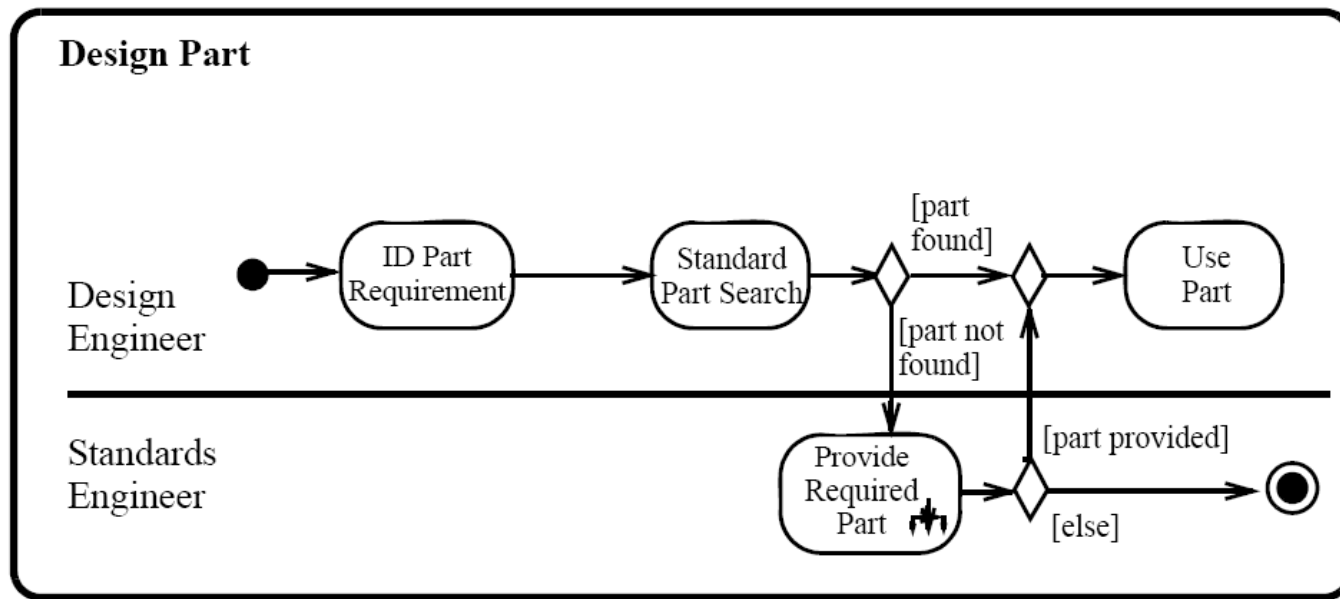 Design Part
Design
Engineer
ID Part
Requirement
Standard
Part Search
[part
found]
[part not
found]
Use
Part
Standards
Engineer
Provide
Required
Part
[part provided]
[else]